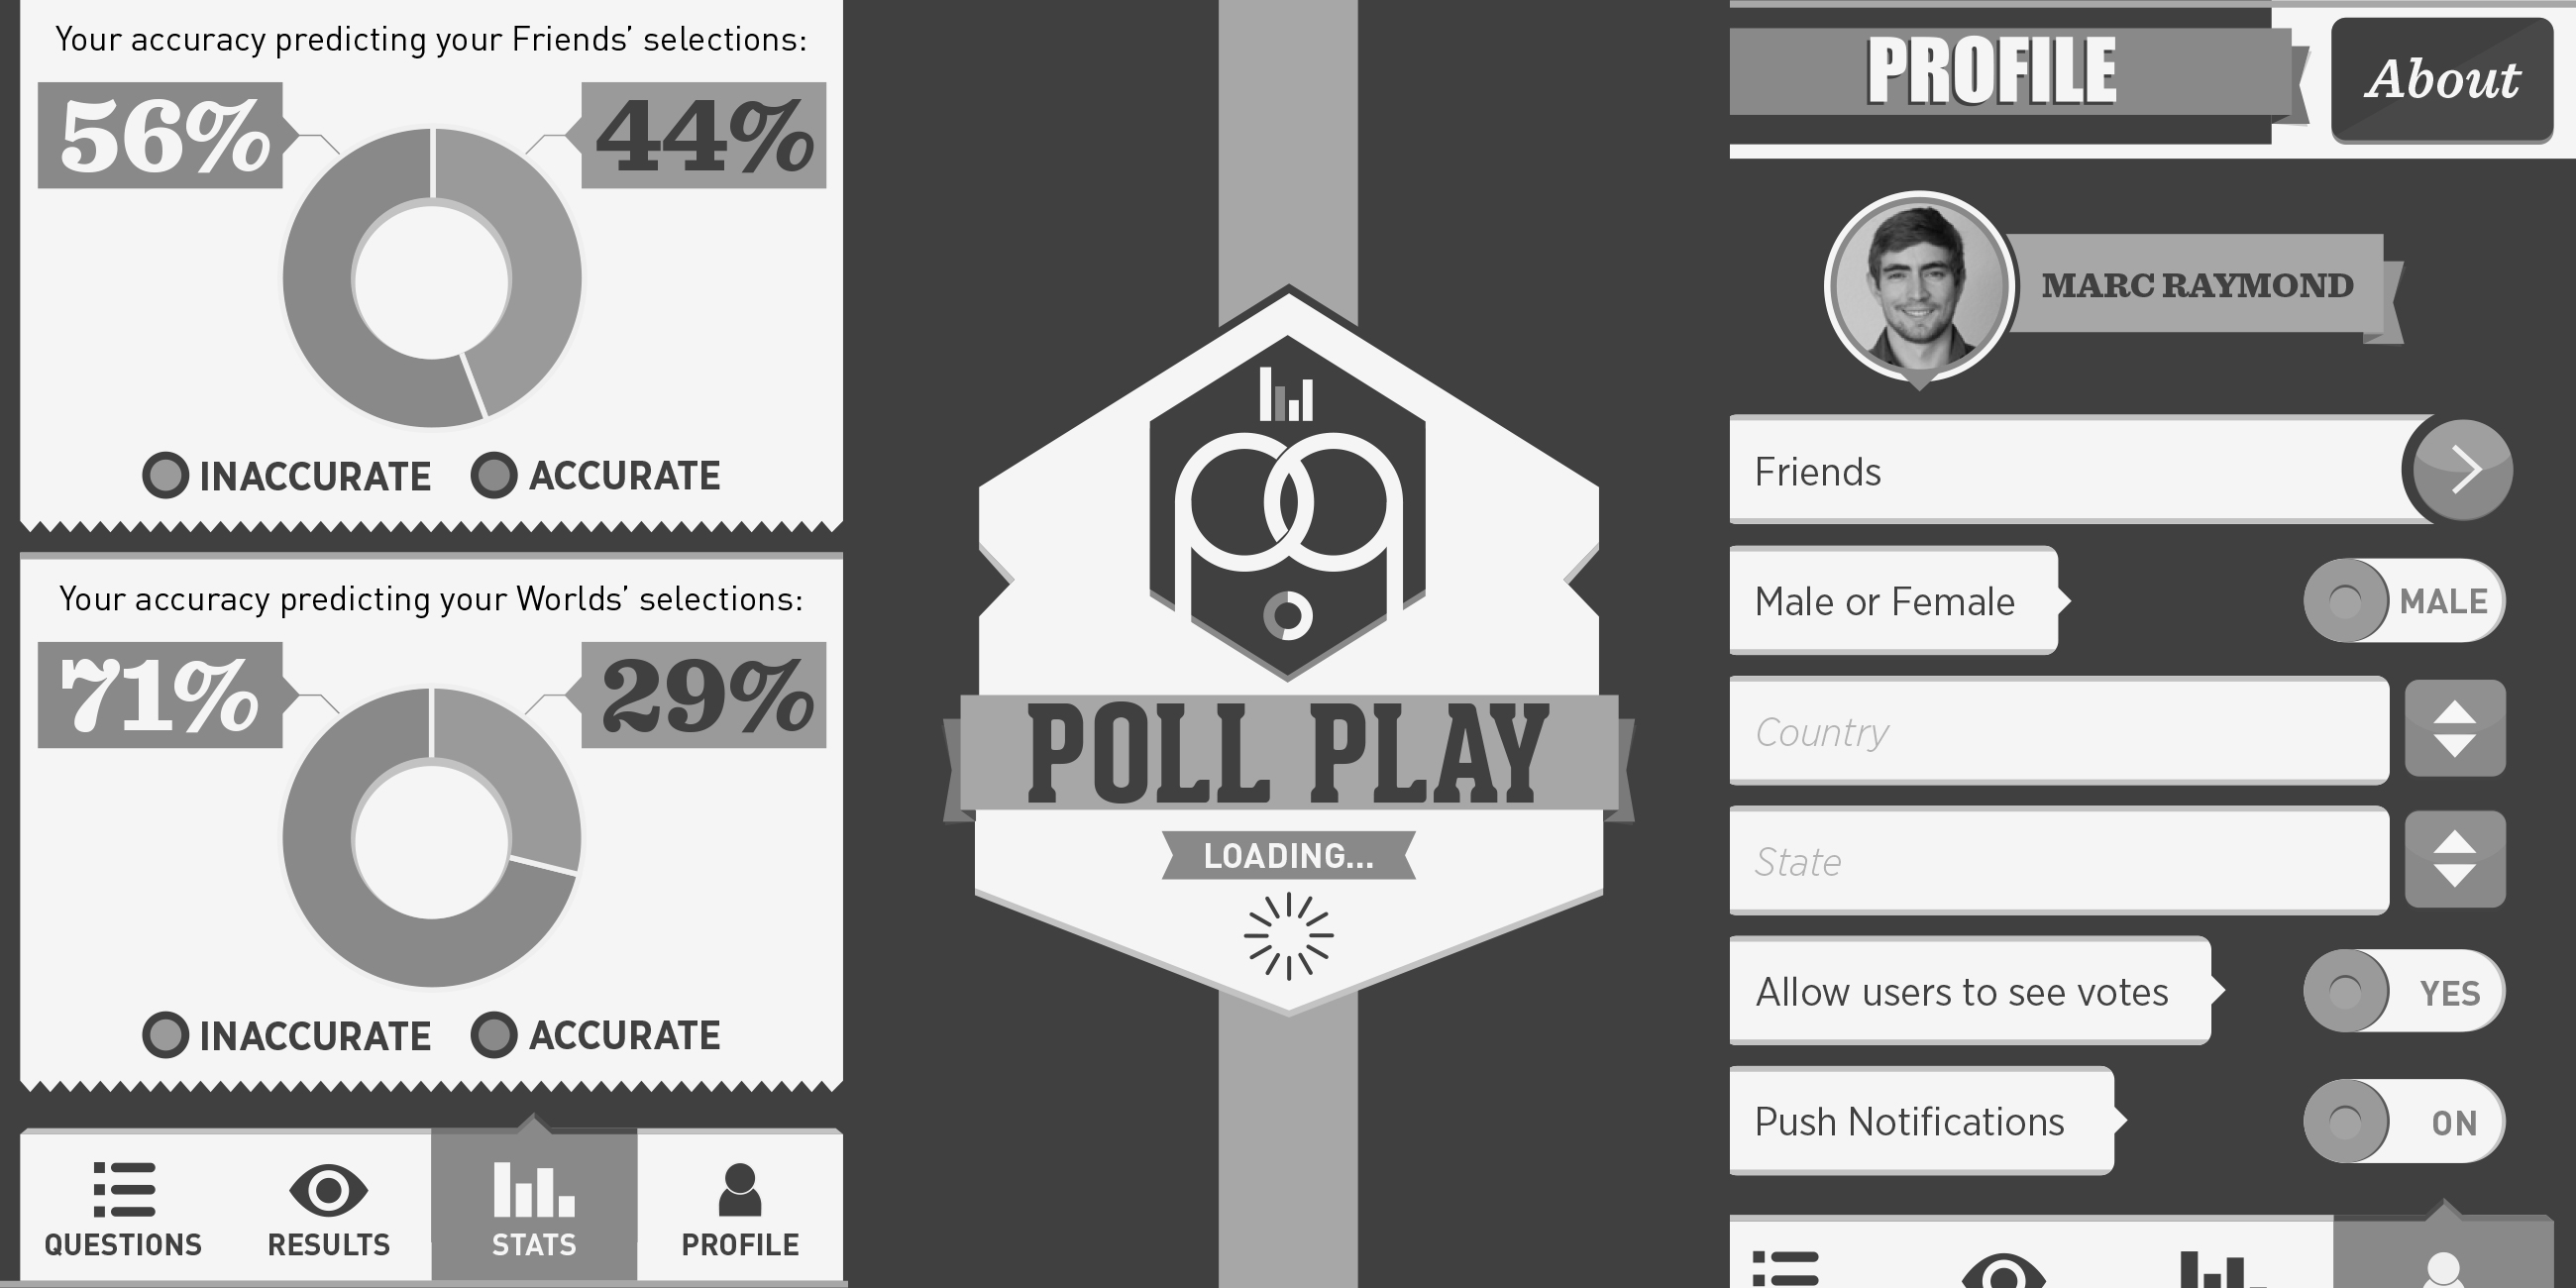 Your accuracy predicting your Friends’ selections:
56%
44%
INACCURATE
ACCURATE
Your accuracy predicting your Worlds’ selections:
71%
29%
INACCURATE
ACCURATE
QUESTIONS
RESULTS
STATS
PROFILE
POLL PLAY
LOADING...
PROFILE
About
MARC RAYMOND
Friends
Male or Female
MALE
Country
State
Allow users to see votes
YES
Push Notifications
ON